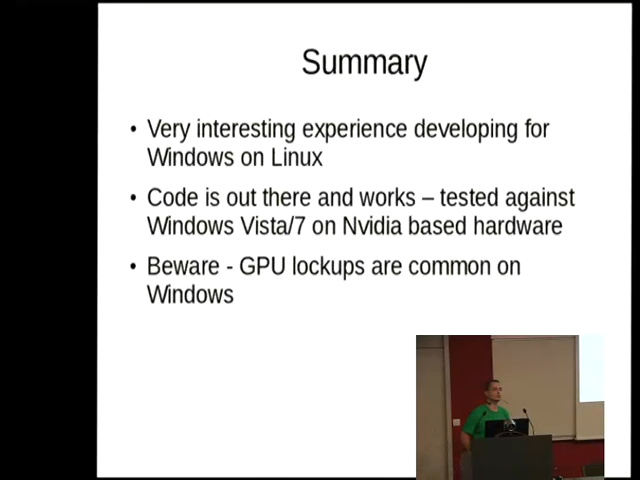 Summary
• Very interesting experience developing for
Windows on Linux
• Code is out there and works – tested against
Windows Vista/7 on Nvidia based hardware
• Beware - GPU lockups are common on
Windows